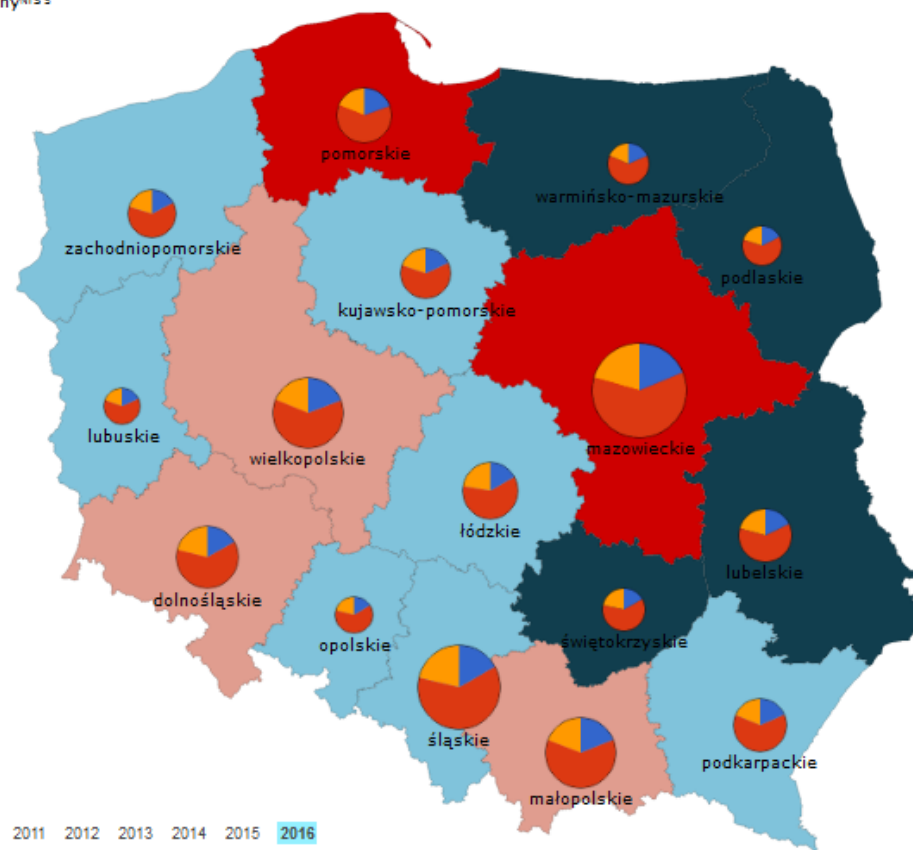 pomorskie
warmińsko-mazurskie
zachodniopomorskie
podlaskie
kujawsko-pomorskie
lubuskie
wielkopolskie
mazowieckie
łódzkie
lubelskie
dolnośląskie
opolskie
świętokrzyskie
śląskie
podkarpackie
małopolskie
2011 2012 2013 2014 2015 2016